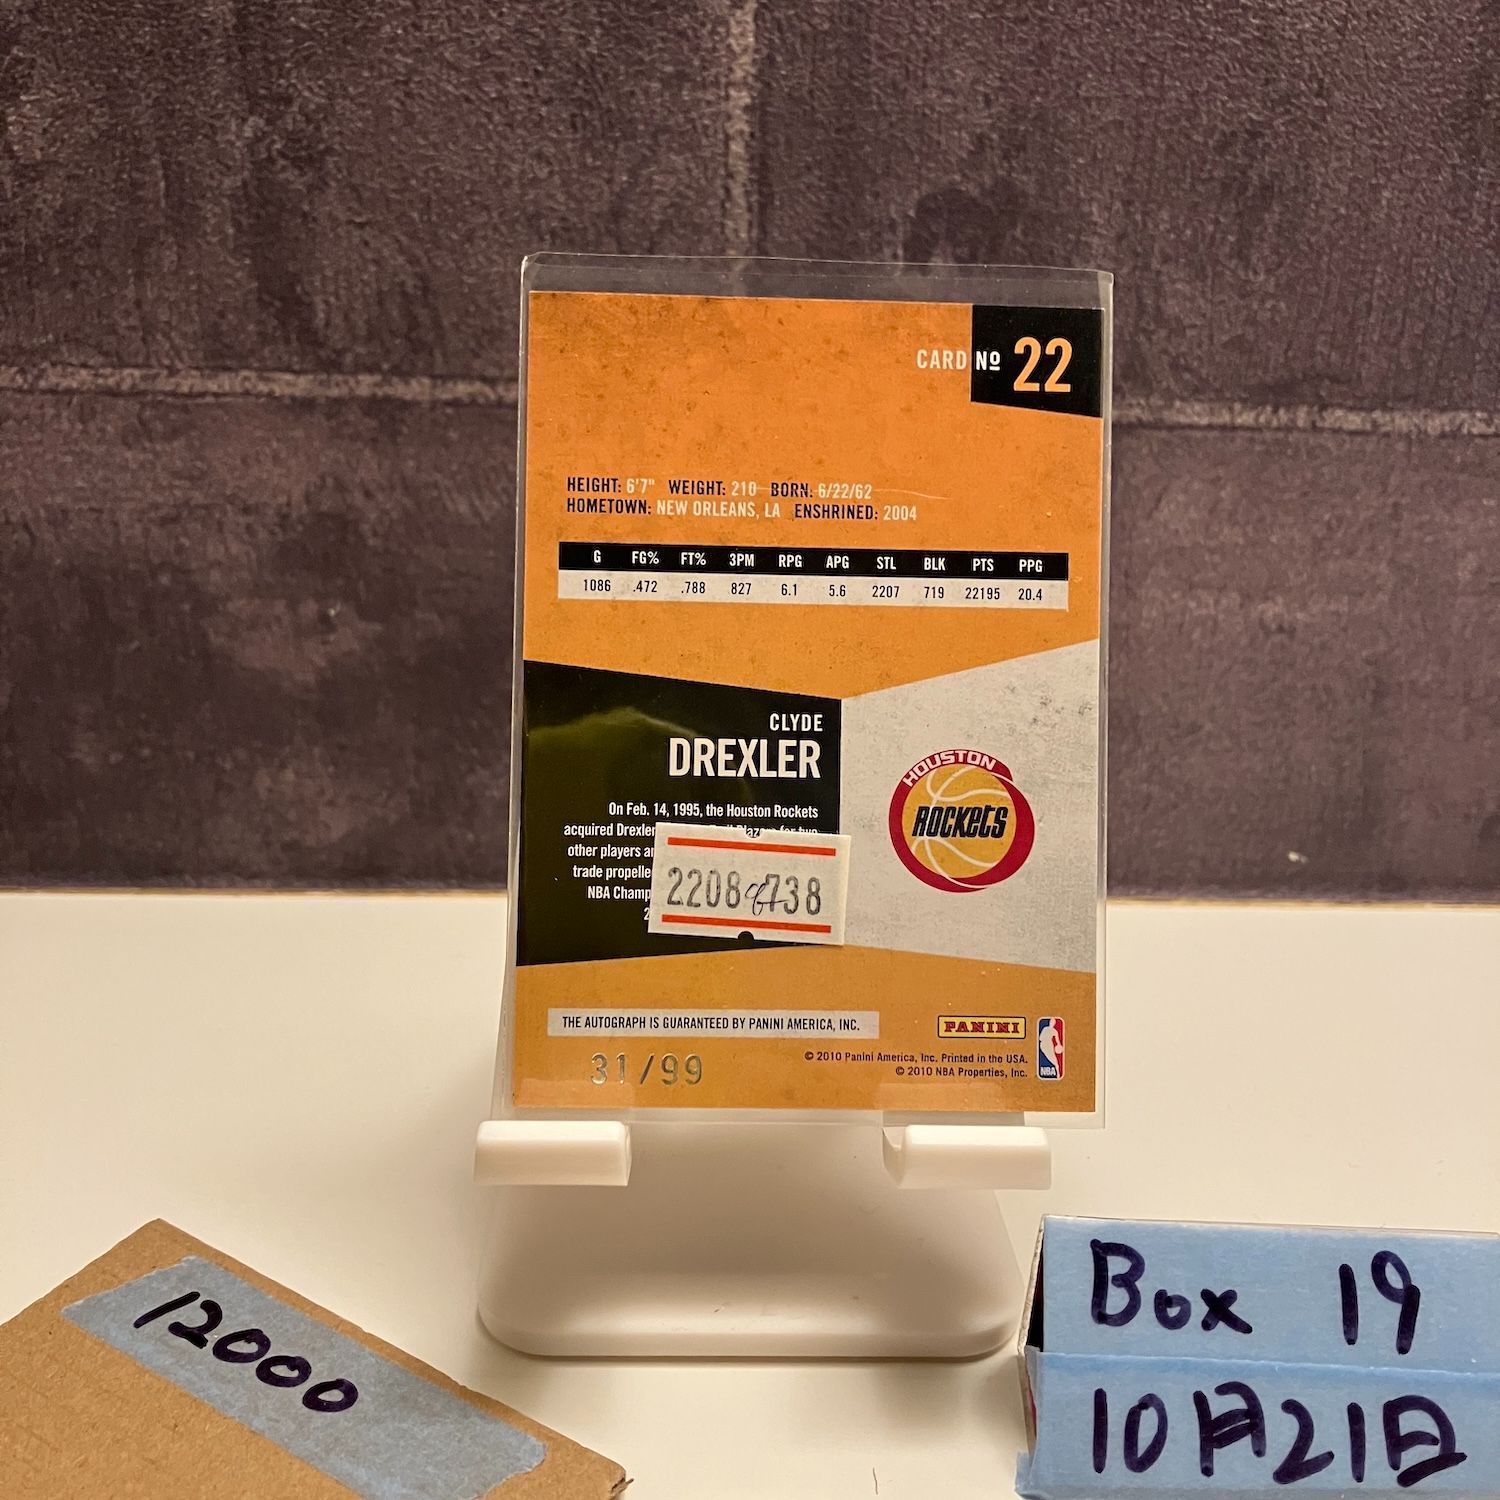 CARD Nº 22
HEIGHT: 6'7" WEIGHT: 210 BORN: 6/22/62
HOMETOWN: NEW ORLEANS, LA ENSHRINED: 2004
G FG% FT% 3PM RPG APG STL BLK PTS PPG
1086 .472 .788 827 6.1 5.6 2207 719 22195 20.4
CLYDE
DREXLER
On Feb. 14, 1995, the Houston Rockets
acquired Drexler for two
other players
trade
NBA
HOUSTON
ROCKETS
2208 738
THE AUTOGRAPH IS GUARANTEED BY PANINI AMERICA, INC.
PANINI
31/99
© 2010 Panini America, Inc. Printed in the USA.
© 2010 NBA Properties, Inc.
NBA
12000
Box 19
10月21日